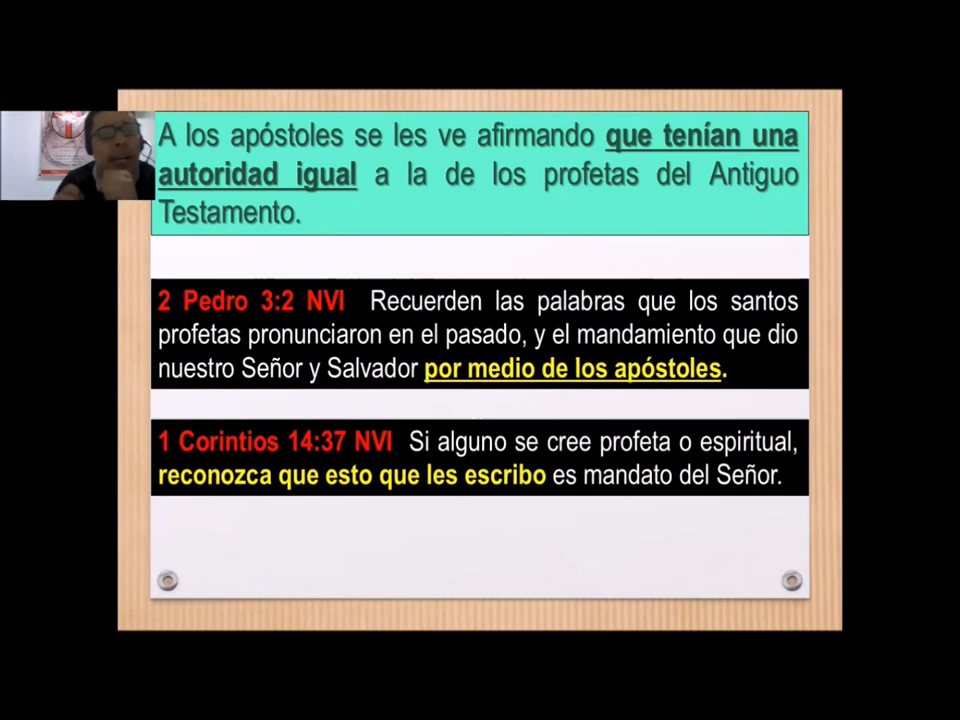 A los apóstoles se les ve afirmando que tenían una
autoridad igual a la de los profetas del Antiguo
Testamento.
2 Pedro 3:2 NVI Recuerden las palabras que los santos
profetas pronunciaron en el pasado, y el mandamiento que dio
nuestro Señor y Salvador por medio de los apóstoles.
1 Corintios 14:37 NVI Si alguno se cree profeta o espiritual,
reconozca que esto que les escribo es mandato del Señor.